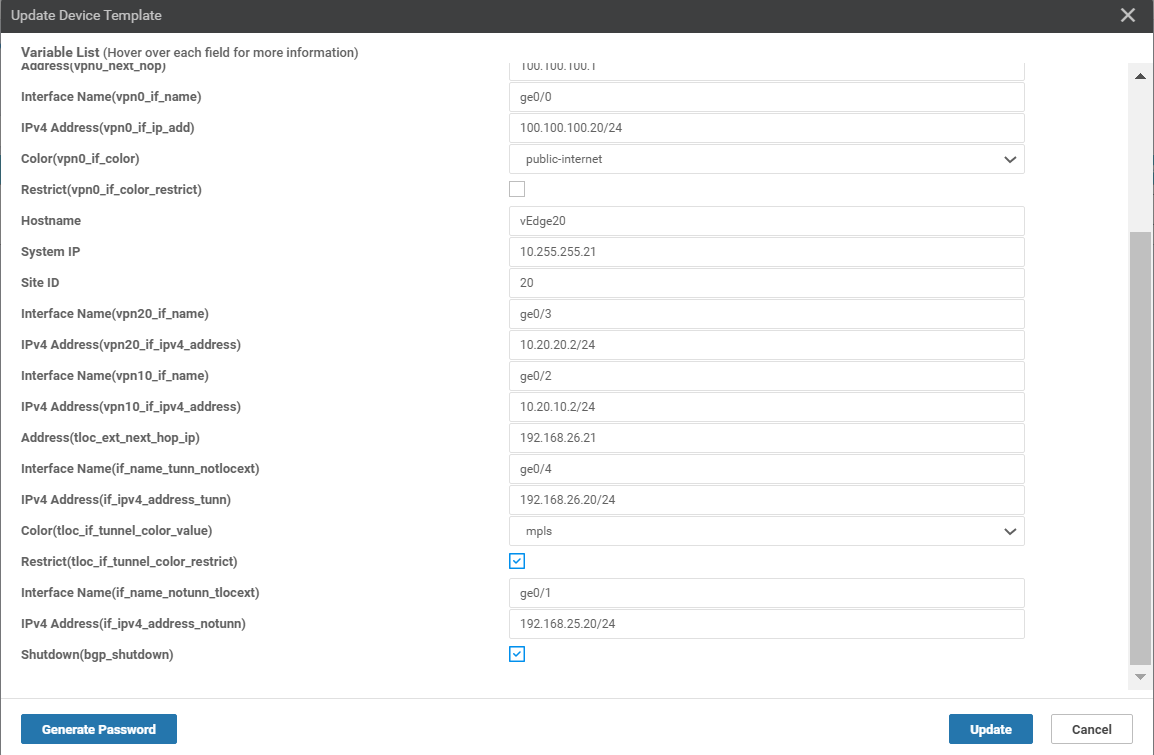 Update Device Template
Variable List (Hover over each field for more information)
Address(vpn0_next_hop) 100.100.100.1
Interface Name(vpn0_if_name) ge0/0
IPv4 Address(vpn0_if_ip_add) 100.100.100.20/24
Color(vpn0_if_color) public-internet
Restrict(vpn0_if_color_restrict)
Hostname vEdge20
System IP 10.255.255.21
Site ID 20
Interface Name(vpn20_if_name) ge0/3
IPv4 Address(vpn20_if_ipv4_address) 10.20.20.2/24
Interface Name(vpn10_if_name) ge0/2
IPv4 Address(vpn10_if_ipv4_address) 10.20.10.2/24
Address(tloc_ext_next_hop_ip) 192.168.26.21
Interface Name(if_name_tunn_notlocext) ge0/4
IPv4 Address(if_ipv4_address_tunn) 192.168.26.20/24
Color(tloc_if_tunnel_color_value) mpls
Restrict(tloc_if_tunnel_color_restrict)
Interface Name(if_name_notunn_tlocext) ge0/1
IPv4 Address(if_ipv4_address_notunn) 192.168.25.20/24
Shutdown(bgp_shutdown)
Generate Password Update Cancel